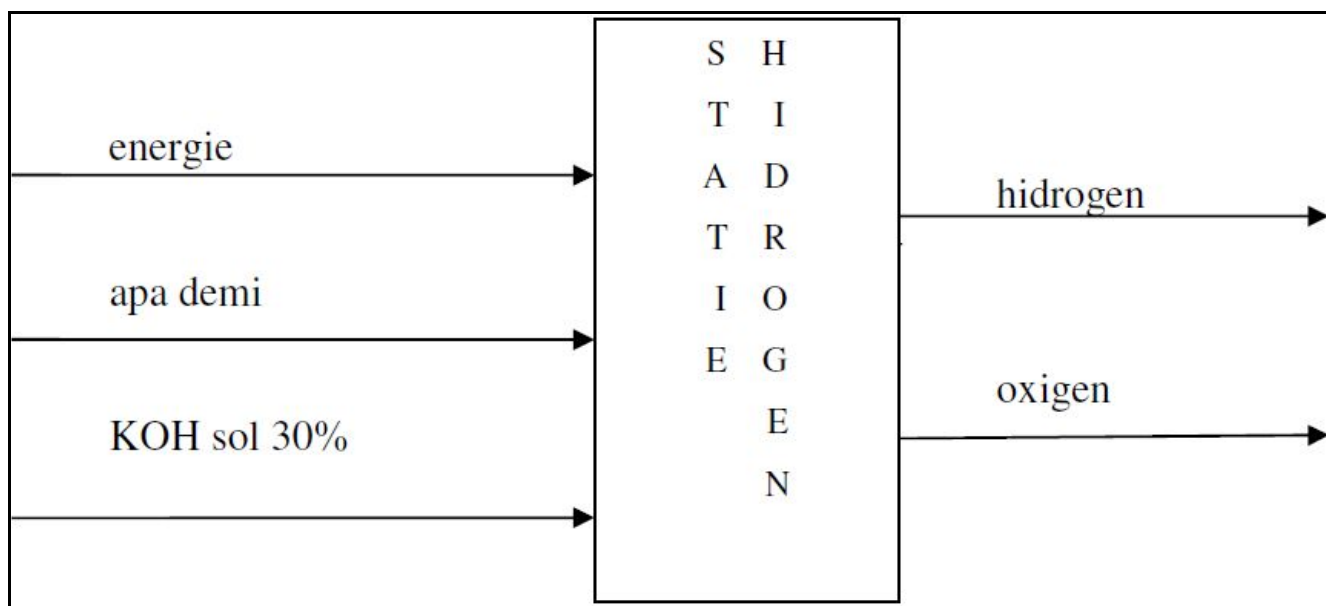 energie
apa demi
KOH sol 30%
STATIE
HIDROGEN
hidrogen
oxigen